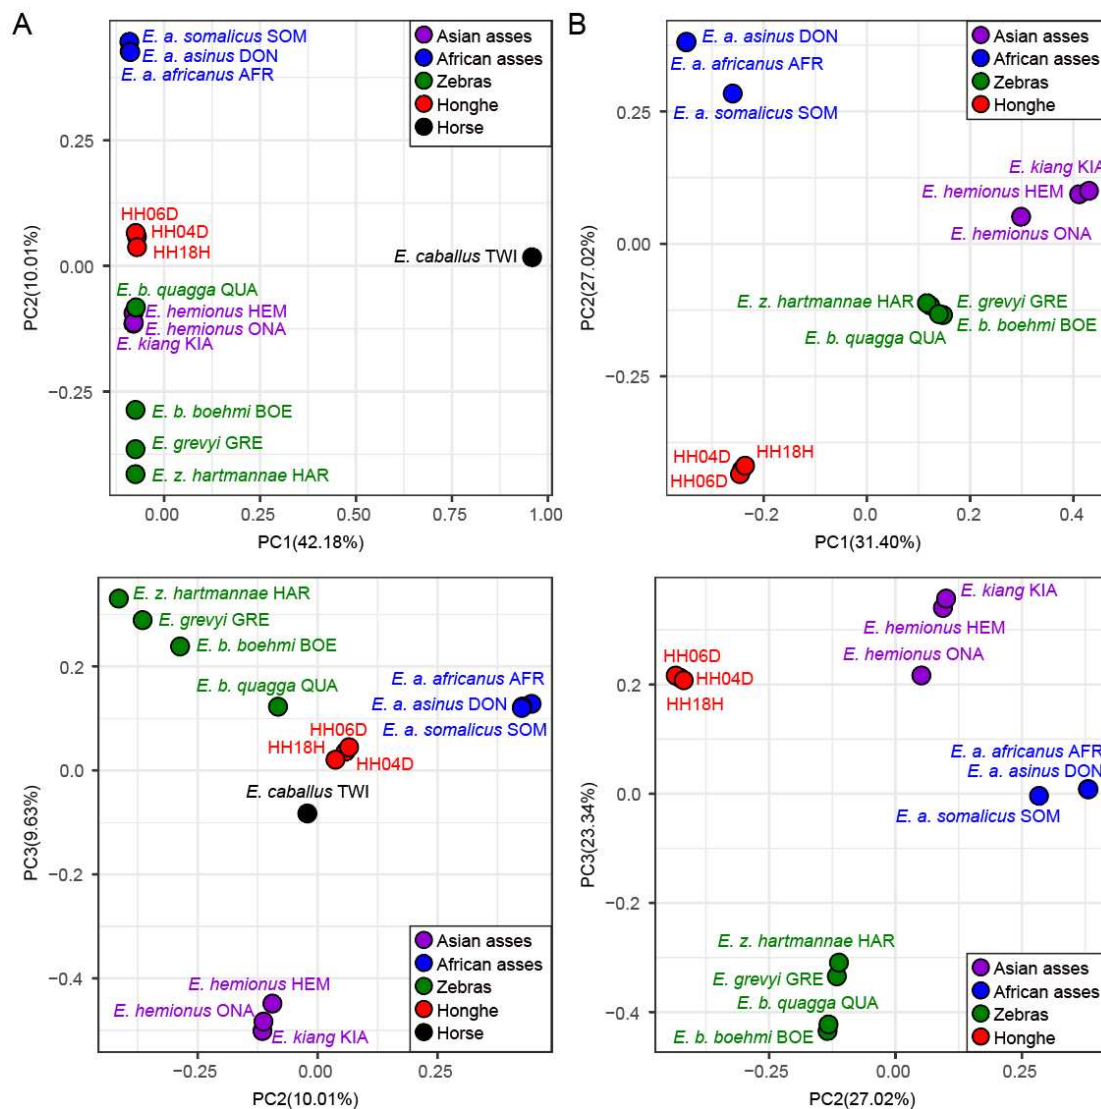 A
E. a. somalicus SOM
E. a. asinus DON
E. a. africanus AFR
Asian asses
African asses
Zebras
Honghe
Horse
0.25
HH06D
HH04D
HH18H
E. caballus TWI
0.00
E. b. quagga QUA
E. hemionus HEM
E. hemionus ONA
E. kiang KIA
−0.25
E. b. boehmi BOE
E. grevyi GRE
E. z. hartmannae HAR
0.00
0.25
0.50
0.75
1.00
PC1(42.18%)
PC2(10.01%)
B
E. a. asinus DON
E. a. africanus AFR
E. a. somalicus SOM
Asian asses
African asses
Zebras
Honghe
0.25
E. kiang KIA
E. hemionus HEM
E. hemionus ONA
0.00
E. z. hartmannae HAR
E. grevyi GRE
E. b. boehmi BOE
E. b. quagga QUA
−0.25
HH04D
HH18H
HH06D
−0.2
0.0
0.2
0.4
PC1(31.40%)
PC2(27.02%)
E. z. hartmannae HAR
E. grevyi GRE
E. b. boehmi BOE
0.2
E. b. quagga QUA
E. a. africanus AFR
E. a. asinus DON
E. a. somalicus SOM
HH06D
HH18H
HH04D
0.0
E. caballus TWI
−0.2
−0.4
E. hemionus HEM
E. hemionus ONA
E. kiang KIA
Asian asses
African asses
Zebras
Honghe
Horse
−0.25
0.00
0.25
PC2(10.01%)
PC3(9.63%)
E. kiang KIA
E. hemionus HEM
E. hemionus ONA
HH06D
HH04D
HH18H
0.2
E. a. africanus AFR
E. a. asinus DON
E. a. somalicus SOM
0.0
−0.2
E. z. hartmannae HAR
E. grevyi GRE
E. b. quagga QUA
E. b. boehmi BOE
−0.4
Asian asses
African asses
Zebras
Honghe
−0.25
0.00
0.25
PC2(27.02%)
PC3(23.34%)